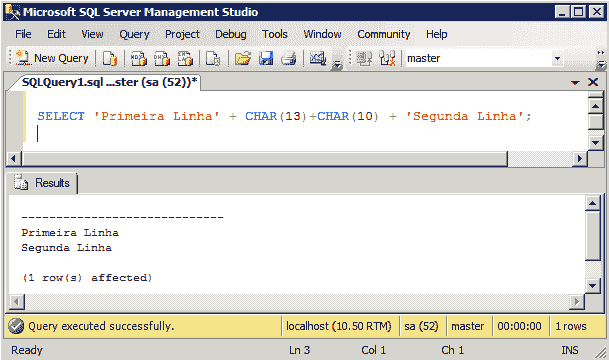 Microsoft SQL Server Management Studio
File Edit View Query Project Debug Tools Window Community Help
New Query master
SQLQuery1.sql ...ster (sa (52))*
SELECT 'Primeira Linha' + CHAR(13)+CHAR(10) + 'Segunda Linha';
Results
----------------------------
Primeira Linha
Segunda Linha
(1 row(s) affected)
Query executed successfully. localhost (10.50 RTM) sa (52) master 00:00:00 1 rows
Ready Ln 3 Col 1 Ch 1 INS